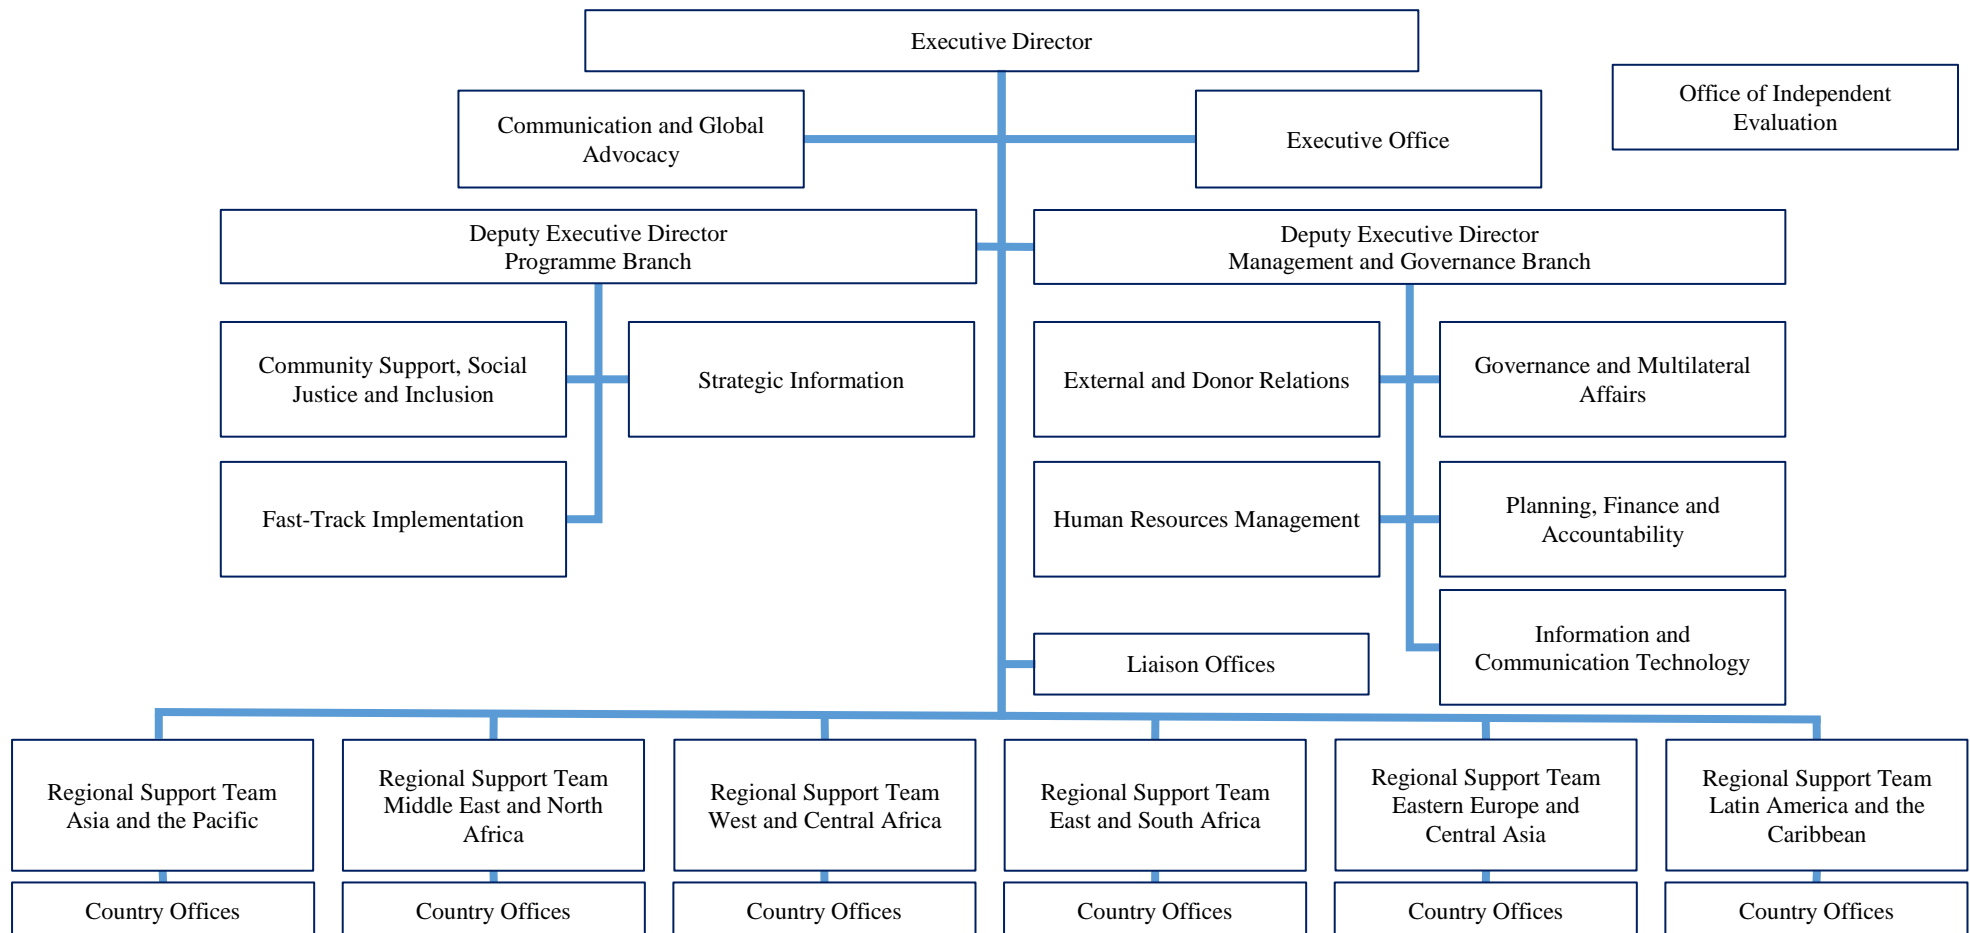 Executive Director
Office of Independent
Evaluation
Communication and Global
Advocacy
Executive Office
Deputy Executive Director
Programme Branch
Deputy Executive Director
Management and Governance Branch
Community Support, Social
Justice and Inclusion
Strategic Information
External and Donor Relations
Governance and Multilateral
Affairs
Fast-Track Implementation
Human Resources Management
Planning, Finance and
Accountability
Liaison Offices
Information and
Communication Technology
Regional Support Team
Asia and the Pacific
Regional Support Team
Middle East and North
Africa
Regional Support Team
West and Central Africa
Regional Support Team
East and South Africa
Regional Support Team
Eastern Europe and
Central Asia
Regional Support Team
Latin America and the
Caribbean
Country Offices
Country Offices
Country Offices
Country Offices
Country Offices
Country Offices